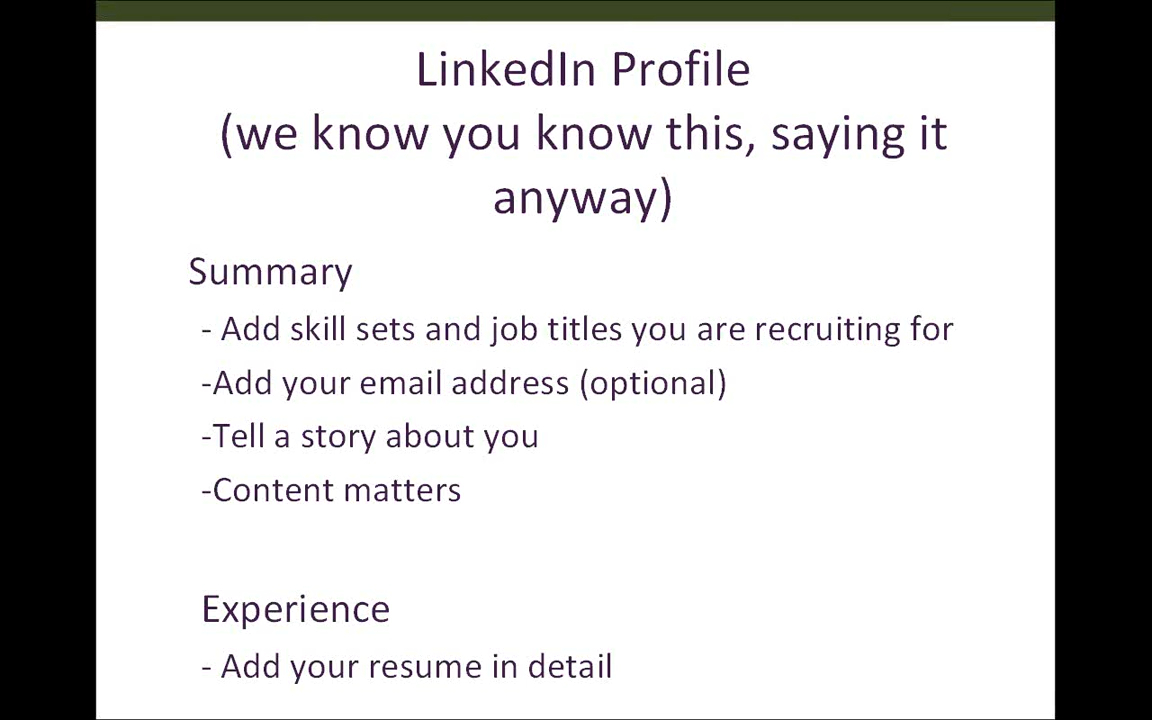 LinkedIn Profile
(we know you know this, saying it
anyway)
Summary
- Add skill sets and job titles you are recruiting for
-Add your email address (optional)
-Tell a story about you
-Content matters
Experience
- Add your resume in detail